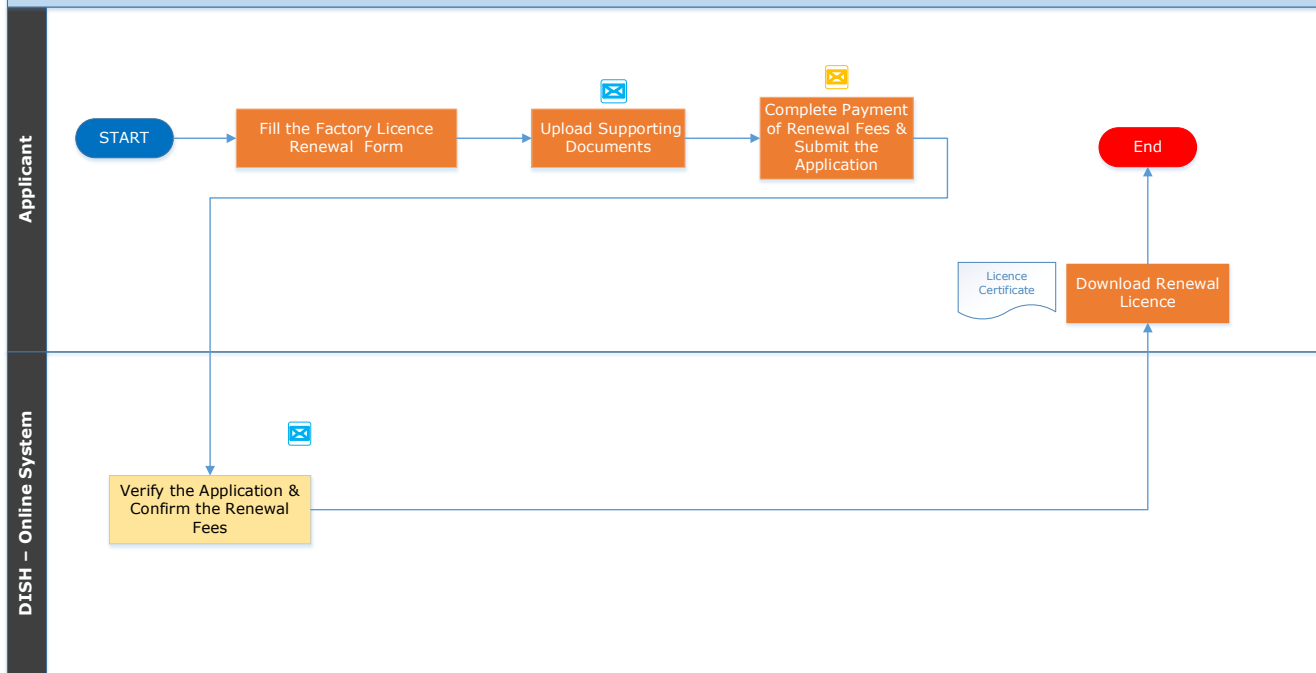 Applicant
START
Fill the Factory Licence
Renewal Form
Upload Supporting
Documents
Complete Payment
of Renewal Fees &
Submit the
Application
End
Licence
Certificate
Download Renewal
Licence
DISH – Online System
Verify the Application &
Confirm the Renewal
Fees